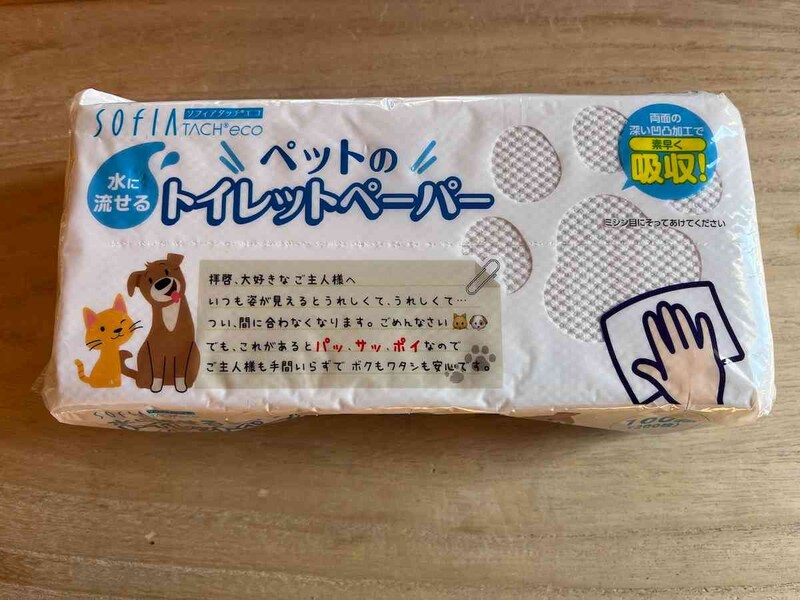 ソフィアタッチ®エコ
SOFIA TACH®eco
水に
流せる
ペットの
トイレットペーパー
両面の
深い凹凸加工で
素早く
吸収!
ミシン目にそってあけてください
拝啓、大好きな ご主人様へ
いつも姿が見えるとうれしくて、うれしくて…
つい、間に合わなくなります。ごめんなさい
でも、これがあると パッ、サッ、ポイ なので
ご主人様も手間いらずで ボクもワタシも安心です。
SOFIA